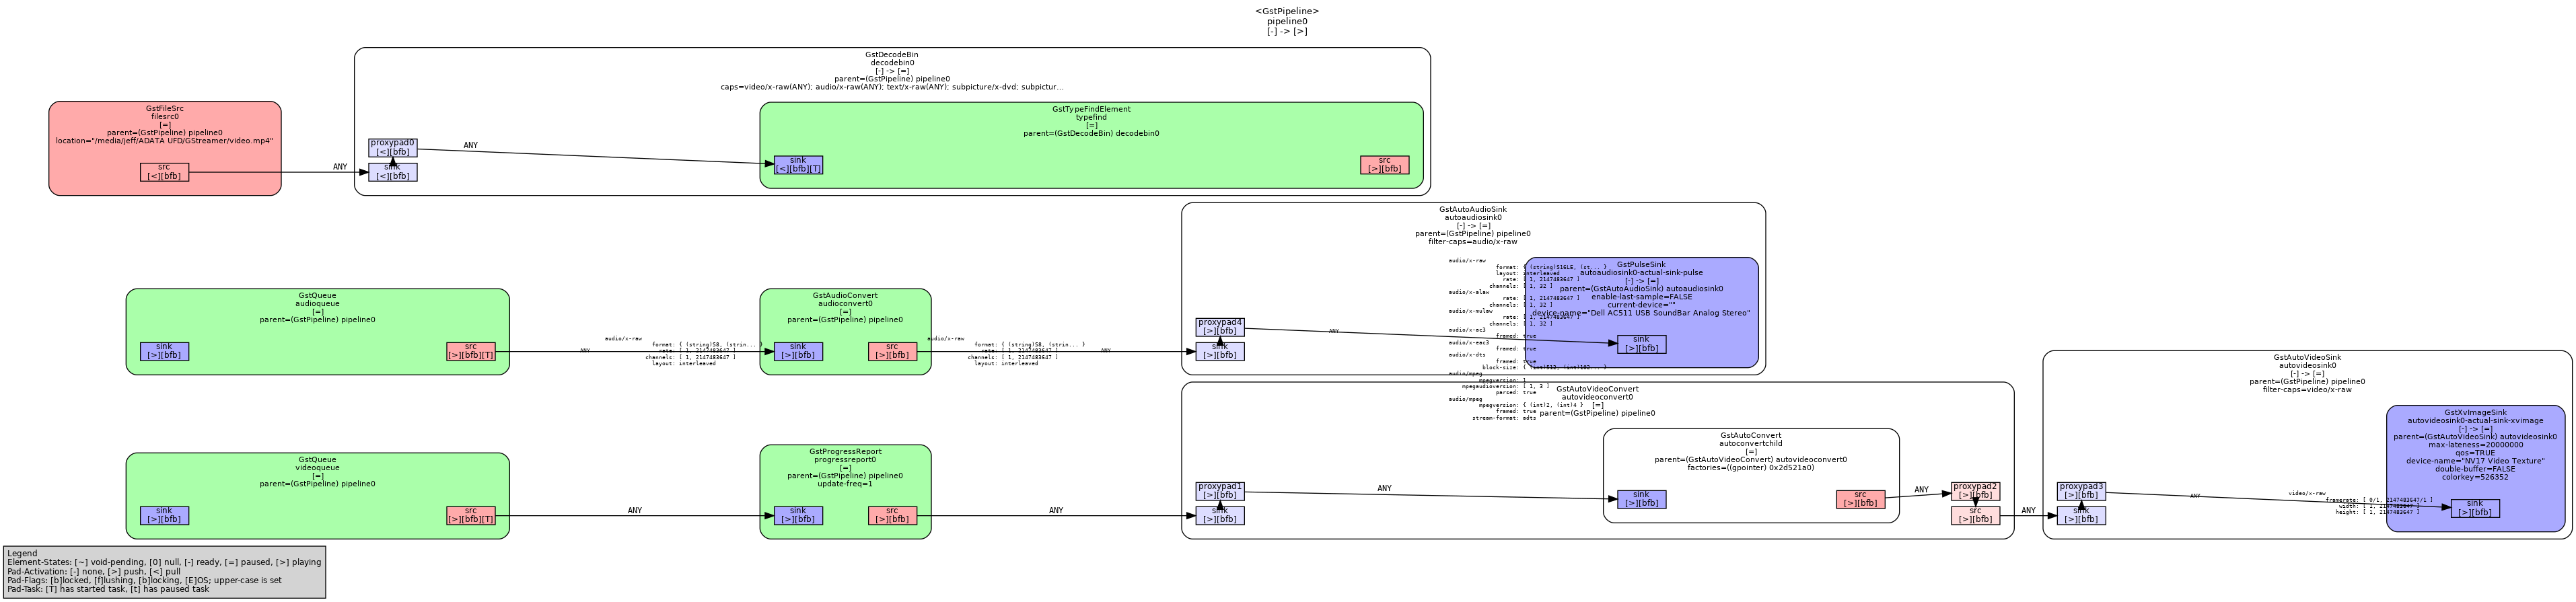 <GstPipeline>
pipeline0
[-] -> [>]
GstDecodeBin
decodebin0
[-] -> [=]
parent=(GstPipeline) pipeline0
caps=video/x-raw(ANY); audio/x-raw(ANY); text/x-raw(ANY); subpicture/x-dvd; subpictur...
GstFileSrc
filesrc0
[=]
parent=(GstPipeline) pipeline0
location="/media/jeff/ADATA UFD/GStreamer/video.mp4"
src
[<][bfb]
ANY
proxypad0
[<][bfb]
sink
[<][bfb]
ANY
GstTypeFindElement
typefind
[=]
parent=(GstDecodeBin) decodebin0
sink
[<][bfb][T]
src
[>][bfb]
GstQueue
audioqueue
[=]
parent=(GstPipeline) pipeline0
sink
[>][bfb]
src
[>][bfb][T]
ANY
audio/x-raw
format: { (string)S8, (strin... }
rate: [ 1, 2147483647 ]
channels: [ 1, 2147483647 ]
layout: interleaved
GstAudioConvert
audioconvert0
[=]
parent=(GstPipeline) pipeline0
sink
[>][bfb]
src
[>][bfb]
audio/x-raw
format: { (string)S8, (strin... }
rate: [ 1, 2147483647 ]
channels: [ 1, 2147483647 ]
layout: interleaved
ANY
GstAutoAudioSink
autoaudiosink0
[-] -> [=]
parent=(GstPipeline) pipeline0
filter-caps=audio/x-raw
proxypad4
[>][bfb]
sink
[>][bfb]
ANY
audio/x-raw
format: { (string)S16LE, (st... }
layout: interleaved
rate: [ 1, 2147483647 ]
channels: [ 1, 32 ]
audio/x-alaw
rate: [ 1, 2147483647 ]
channels: [ 1, 32 ]
audio/x-mulaw
rate: [ 1, 2147483647 ]
channels: [ 1, 32 ]
audio/x-ac3
framed: true
audio/x-eac3
framed: true
audio/x-dts
framed: true
block-size: { (int)512, (int)102... }
audio/mpeg
mpegversion: 1
mpegaudioversion: [ 1, 3 ]
parsed: true
audio/mpeg
mpegversion: { (int)2, (int)4 }
framed: true
stream-format: adts
GstPulseSink
autoaudiosink0-actual-sink-pulse
[-] -> [=]
parent=(GstAutoAudioSink) autoaudiosink0
enable-last-sample=FALSE
current-device=""
device-name="Dell AC511 USB SoundBar Analog Stereo"
sink
[>][bfb]
GstQueue
videoqueue
[=]
parent=(GstPipeline) pipeline0
sink
[>][bfb]
src
[>][bfb][T]
ANY
GstProgressReport
progressreport0
[=]
parent=(GstPipeline) pipeline0
update-freq=1
sink
[>][bfb]
src
[>][bfb]
ANY
GstAutoVideoConvert
autovideoconvert0
[=]
parent=(GstPipeline) pipeline0
proxypad1
[>][bfb]
sink
[>][bfb]
ANY
GstAutoConvert
autoconvertchild
[=]
parent=(GstAutoVideoConvert) autovideoconvert0
factories=((gpointer) 0x2d521a0)
sink
[>][bfb]
src
[>][bfb]
ANY
proxypad2
[>][bfb]
src
[>][bfb]
ANY
GstAutoVideoSink
autovideosink0
[-] -> [=]
parent=(GstPipeline) pipeline0
filter-caps=video/x-raw
proxypad3
[>][bfb]
sink
[>][bfb]
ANY
video/x-raw
framerate: [ 0/1, 2147483647/1 ]
width: [ 1, 2147483647 ]
height: [ 1, 2147483647 ]
GstXvImageSink
autovideosink0-actual-sink-xvimage
[-] -> [=]
parent=(GstAutoVideoSink) autovideosink0
max-lateness=20000000
qos=TRUE
device-name="NV17 Video Texture"
double-buffer=FALSE
colorkey=526352
sink
[>][bfb]
Legend
Element-States: [~] void-pending, [0] null, [-] ready, [=] paused, [>] playing
Pad-Activation: [-] none, [>] push, [<] pull
Pad-Flags: [b]locked, [f]lushing, [b]locking, [E]OS; upper-case is set
Pad-Task: [T] has started task, [t] has paused task